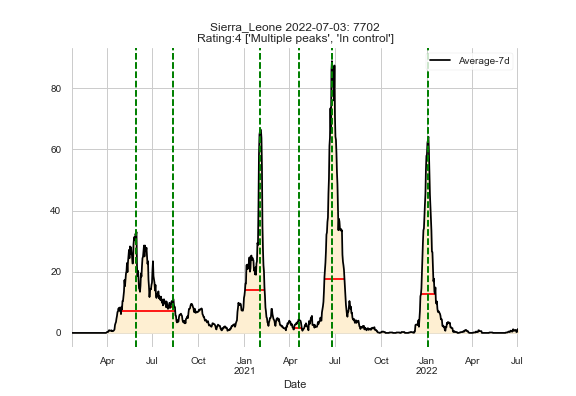 Sierra_Leone 2022-07-03: 7702
Rating:4 ['Multiple peaks', 'In control']
Average-7d
80
60
40
20
0
Apr Jul Oct Jan Apr Jul Oct Jan Apr Jul
2021 2022
Date